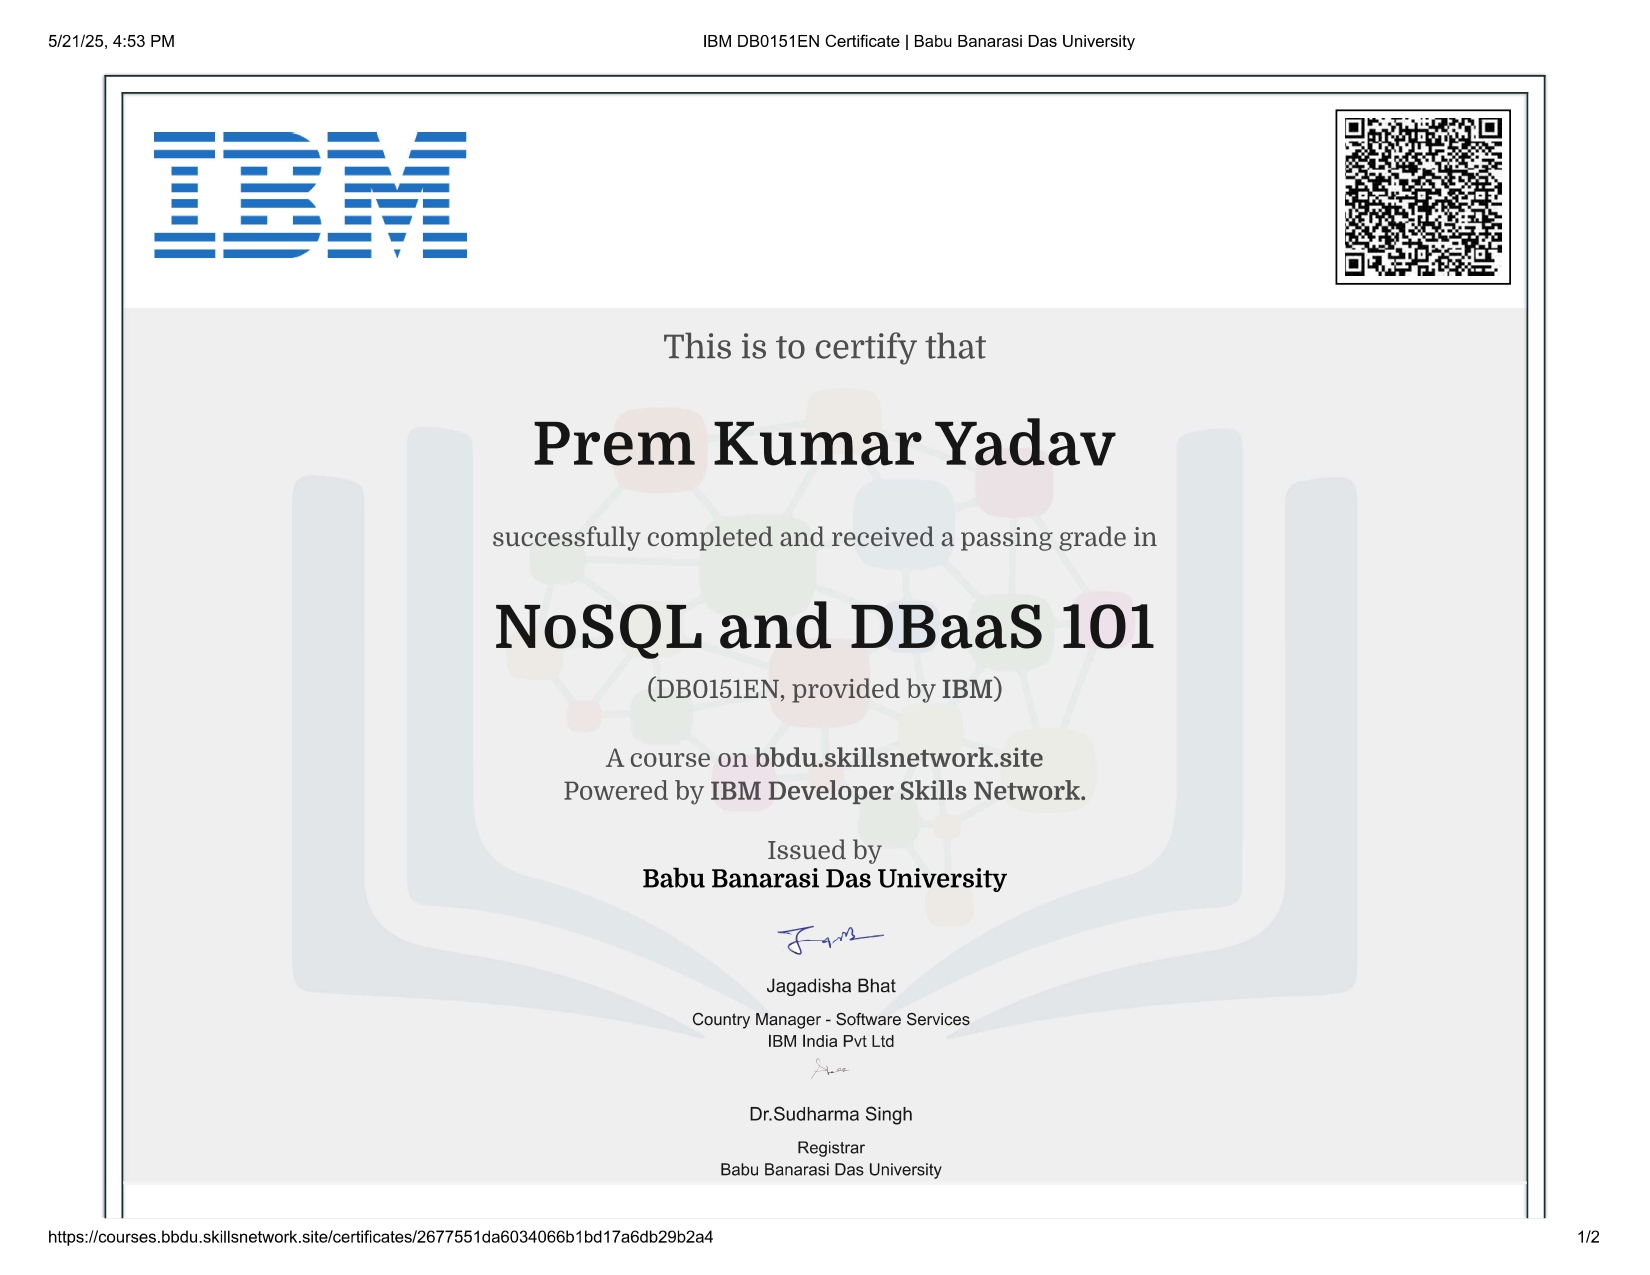 5/21/25, 4:53 PM
IBM DB0151EN Certificate | Babu Banarasi Das University
IBM
This is to certify that
Prem Kumar Yadav
successfully completed and received a passing grade in
NoSQL and DBaaS 101
(DB0151EN, provided by IBM)
A course on bbdu.skillsnetwork.site
Powered by IBM Developer Skills Network.
Issued by
Babu Banarasi Das University
Jagadisha Bhat
Country Manager - Software Services
IBM India Pvt Ltd
Dr.Sudharma Singh
Registrar
Babu Banarasi Das University
https://courses.bbdu.skillsnetwork.site/certificates/2677551da6034066b1bd17a6db29b2a4
1/2